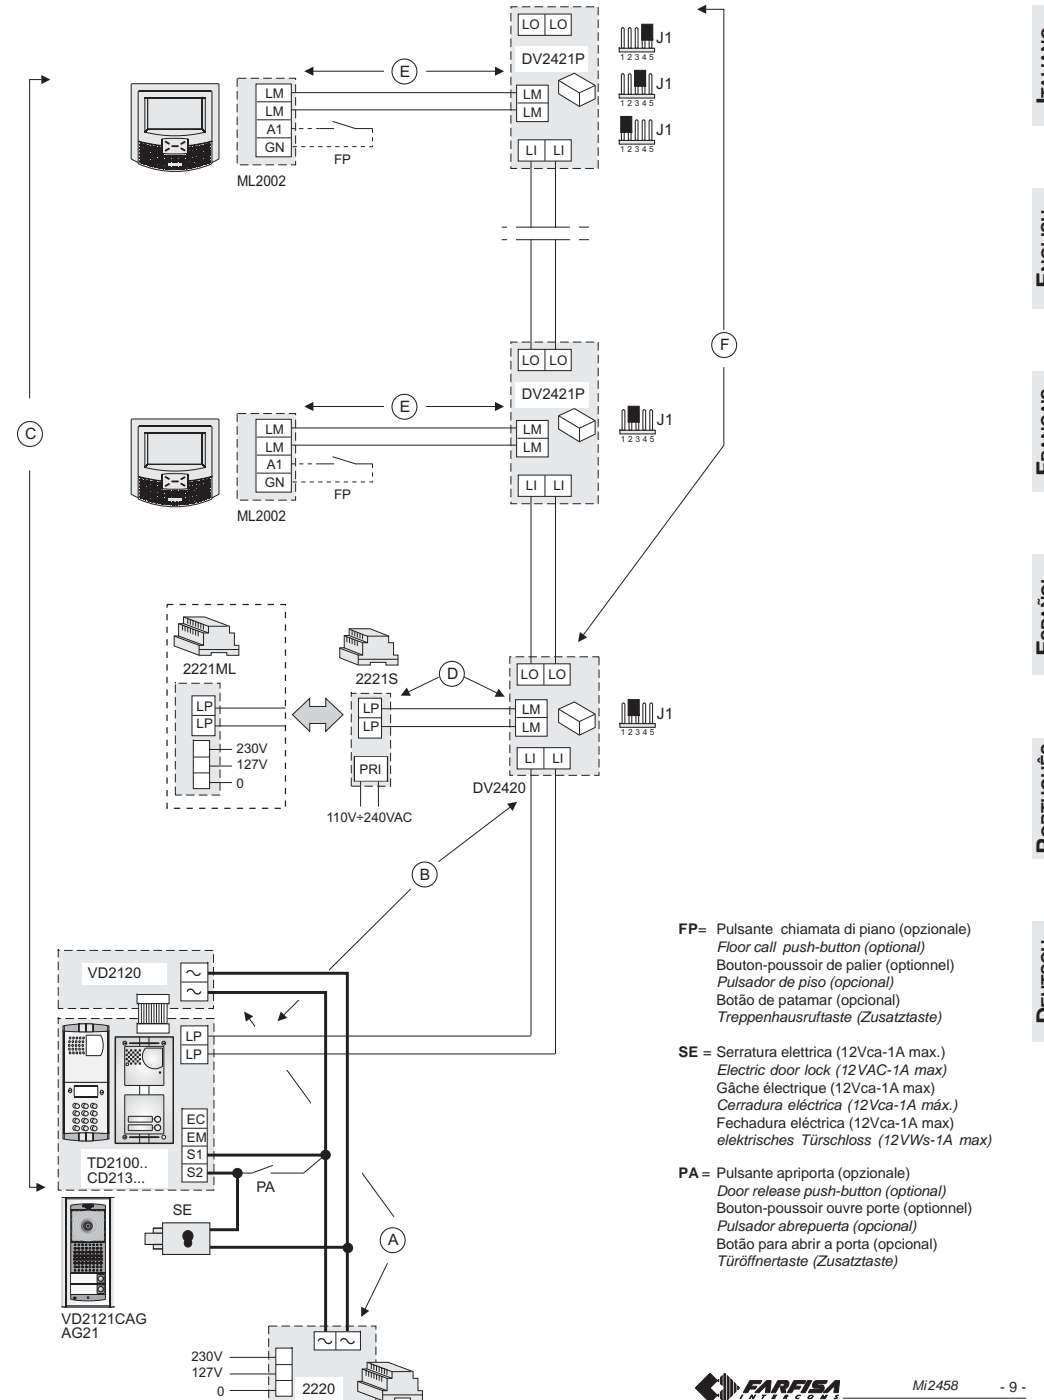 LO LO
DV2421P
LM
LM
LI LI
J1
1 2 3 4 5
J1
1 2 3 4 5
J1
1 2 3 4 5
E
LM
LM
A1
GN
FP
ML2002
F
C
LO LO
DV2421P
LM
LM
LI LI
J1
1 2 3 4 5
E
LM
LM
A1
GN
FP
ML2002
2221ML
LP
LP
230V
127V
0
2221S
LP
LP
PRI
110V÷240VAC
D
LO LO
LM
LM
LI LI
DV2420
J1
1 2 3 4 5
B
VD2120
LP
LP
EC
EM
S1
S2
TD2100..
CD213...
PA
SE
A
VD2121CAG
AG21
230V
127V
0
2220
FP= Pulsante chiamata di piano (opzionale)
Floor call push-button (optional)
Bouton-poussoir de palier (optionnel)
Pulsador de piso (opcional)
Botão de patamar (opcional)
Treppenhausruftaste (Zusatztaste)
SE = Serratura elettrica (12Vca-1A max.)
Electric door lock (12VAC-1A max)
Gâche électrique (12Vca-1A max)
Cerradura eléctrica (12Vca-1A máx.)
Fechadura eléctrica (12Vca-1A max)
elektrisches Türschloss (12VWs-1A max)
PA = Pulsante apriporta (opzionale)
Door release push-button (optional)
Bouton-poussoir ouvre porte (optionnel)
Pulsador abrepuerta (opcional)
Botão para abrir a porta (opcional)
Türöffnertaste (Zusatztaste)
FARFISA
INTERCOMS
Mi2458 - 9 -